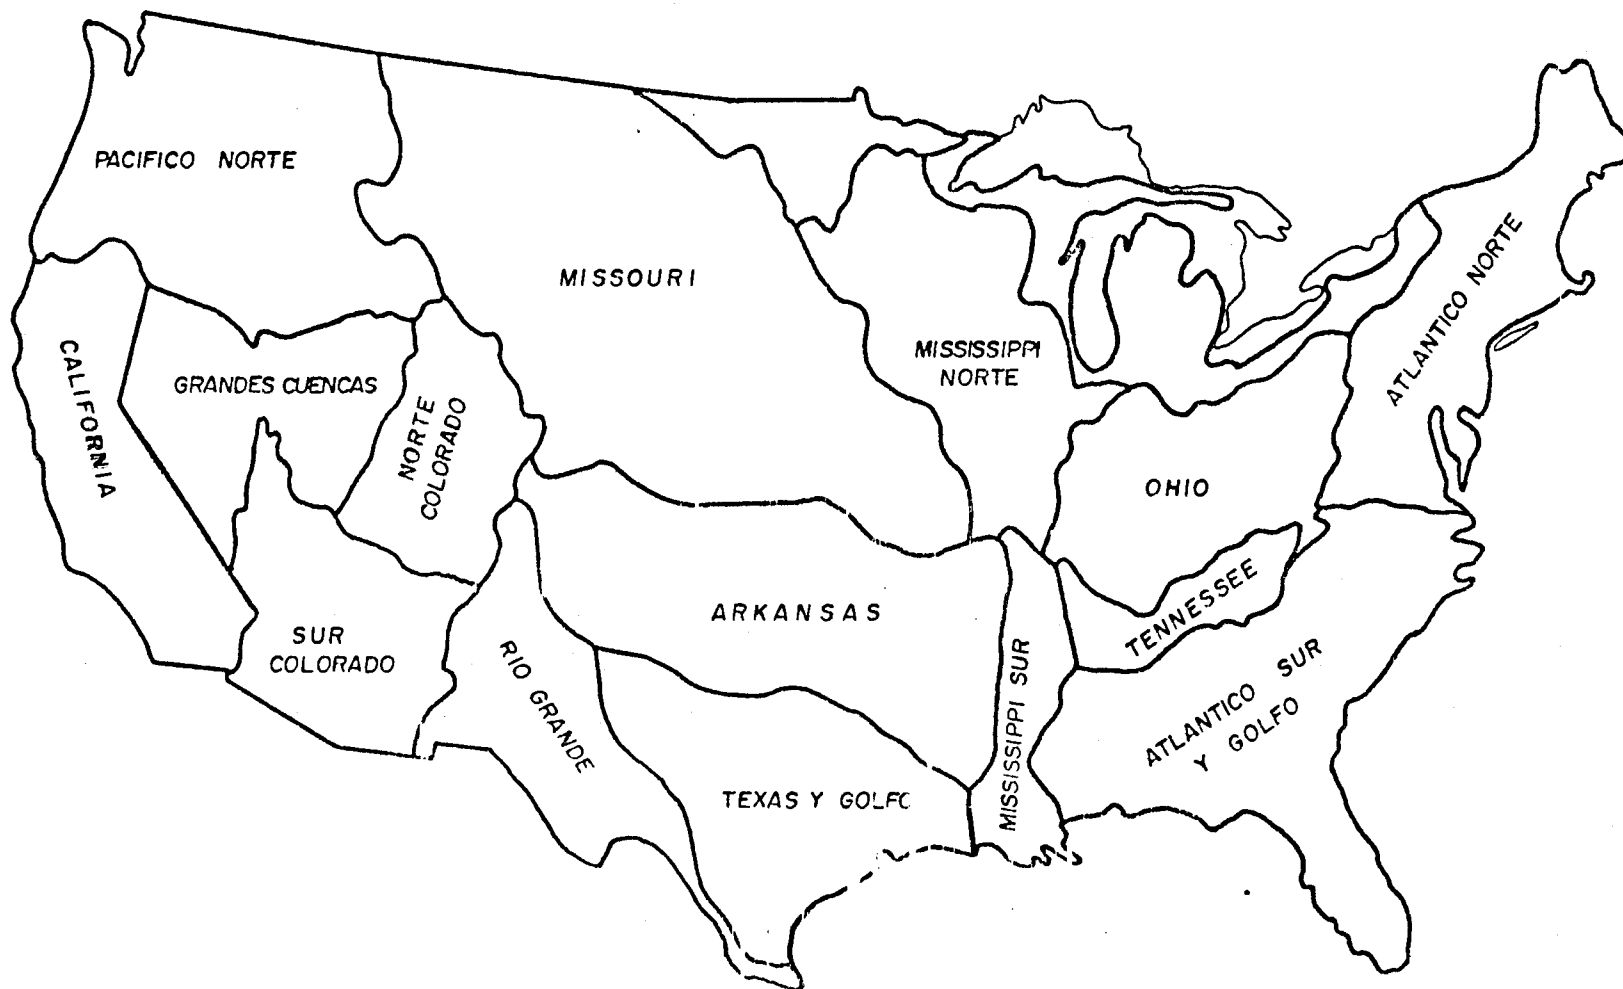 PACIFICO NORTE
MISSOURI
CALIFORNIA
GRANDES CUENCAS
NORTE
COLORADO
MISSISSIPPI
NORTE
ATLANTICO NORTE
OHIO
SUR
COLORADO
RIO GRANDE
ARKANSAS
TENNESSEE
MISSISSIPPI SUR
ATLANTICO SUR
Y GOLFO
TEXAS Y GOLFO